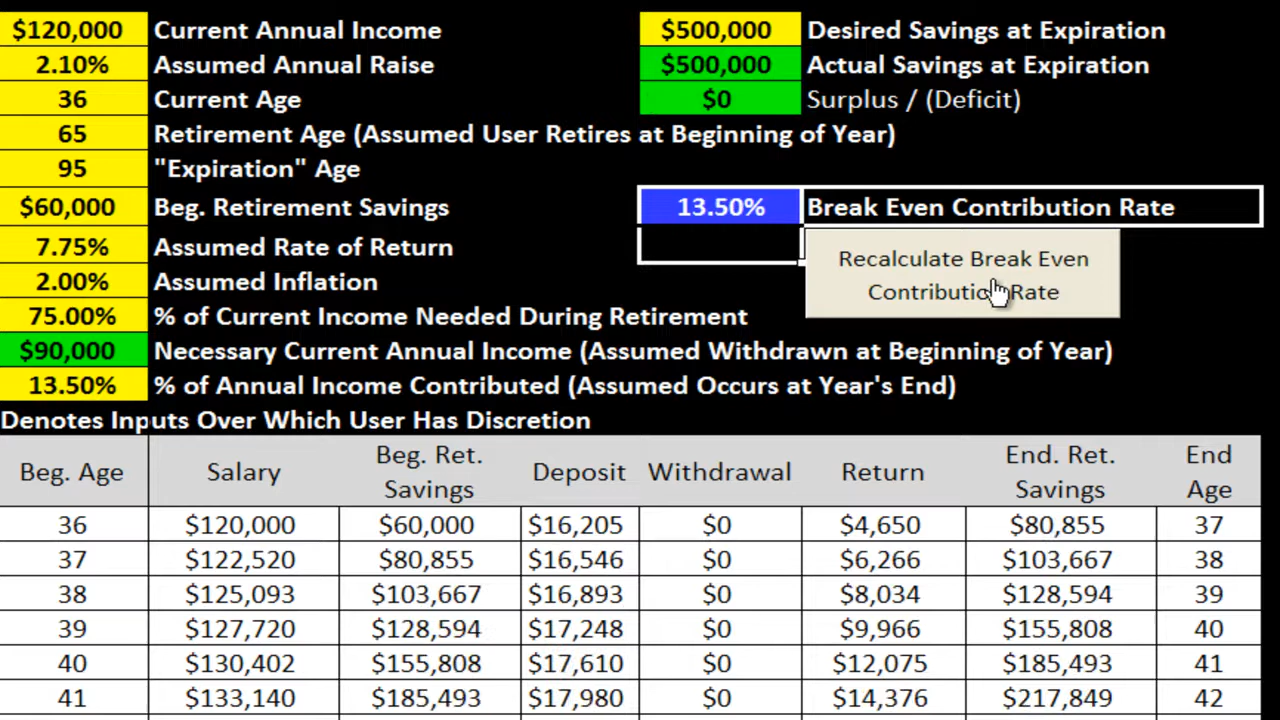 $120,000 Current Annual Income $500,000 Desired Savings at Expiration
2.10% Assumed Annual Raise $500,000 Actual Savings at Expiration
36 Current Age $0 Surplus / (Deficit)
65 Retirement Age (Assumed User Retires at Beginning of Year)
95 "Expiration" Age
$60,000 Beg. Retirement Savings 13.50% Break Even Contribution Rate
7.75% Assumed Rate of Return
Recalculate Break Even
Contribution Rate
2.00% Assumed Inflation
75.00% % of Current Income Needed During Retirement
$90,000 Necessary Current Annual Income (Assumed Withdrawn at Beginning of Year)
13.50% % of Annual Income Contributed (Assumed Occurs at Year's End)
Denotes Inputs Over Which User Has Discretion
Beg. Age Salary Beg. Ret. Savings Deposit Withdrawal Return End. Ret. Savings End Age
36 $120,000 $60,000 $16,205 $0 $4,650 $80,855 37
37 $122,520 $80,855 $16,546 $0 $6,266 $103,667 38
38 $125,093 $103,667 $16,893 $0 $8,034 $128,594 39
39 $127,720 $128,594 $17,248 $0 $9,966 $155,808 40
40 $130,402 $155,808 $17,610 $0 $12,075 $185,493 41
41 $133,140 $185,493 $17,980 $0 $14,376 $217,849 42